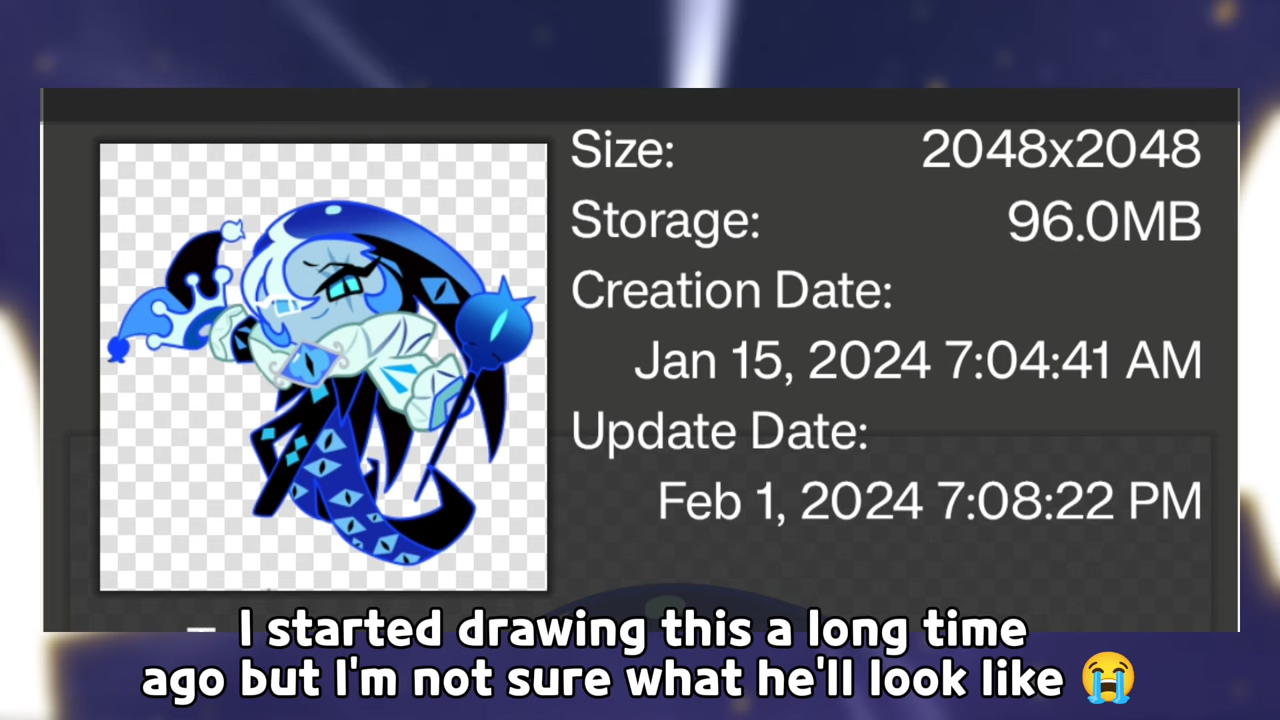 Size: 2048x2048
Storage: 96.0MB
Creation Date:
Jan 15, 2024 7:04:41 AM
Update Date:
Feb 1, 2024 7:08:22 PM
I started drawing this a long time
ago but I'm not sure what he'll look like 😭